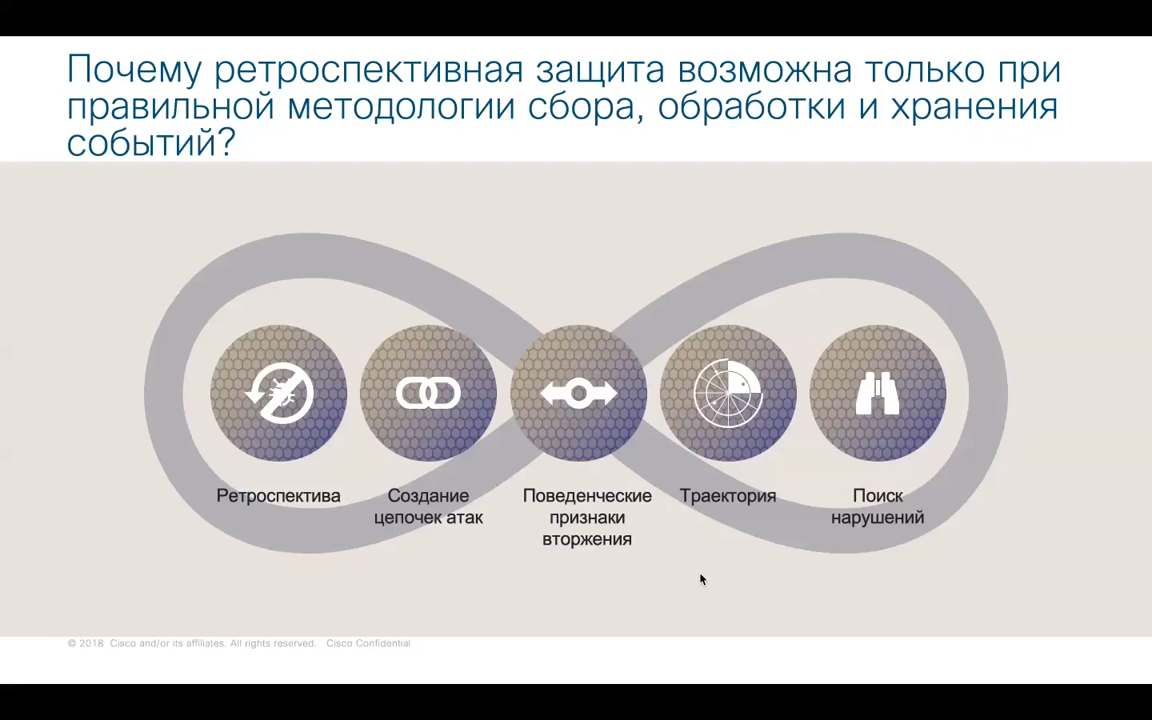 Почему ретроспективная защита возможна только при
правильной методологии сбора, обработки и хранения
событий?
Ретроспектива
Создание
цепочек атак
Поведенческие
признаки
вторжения
Траектория
Поиск
нарушений
© 2018 Cisco and/or its affiliates. All rights reserved. Cisco Confidential